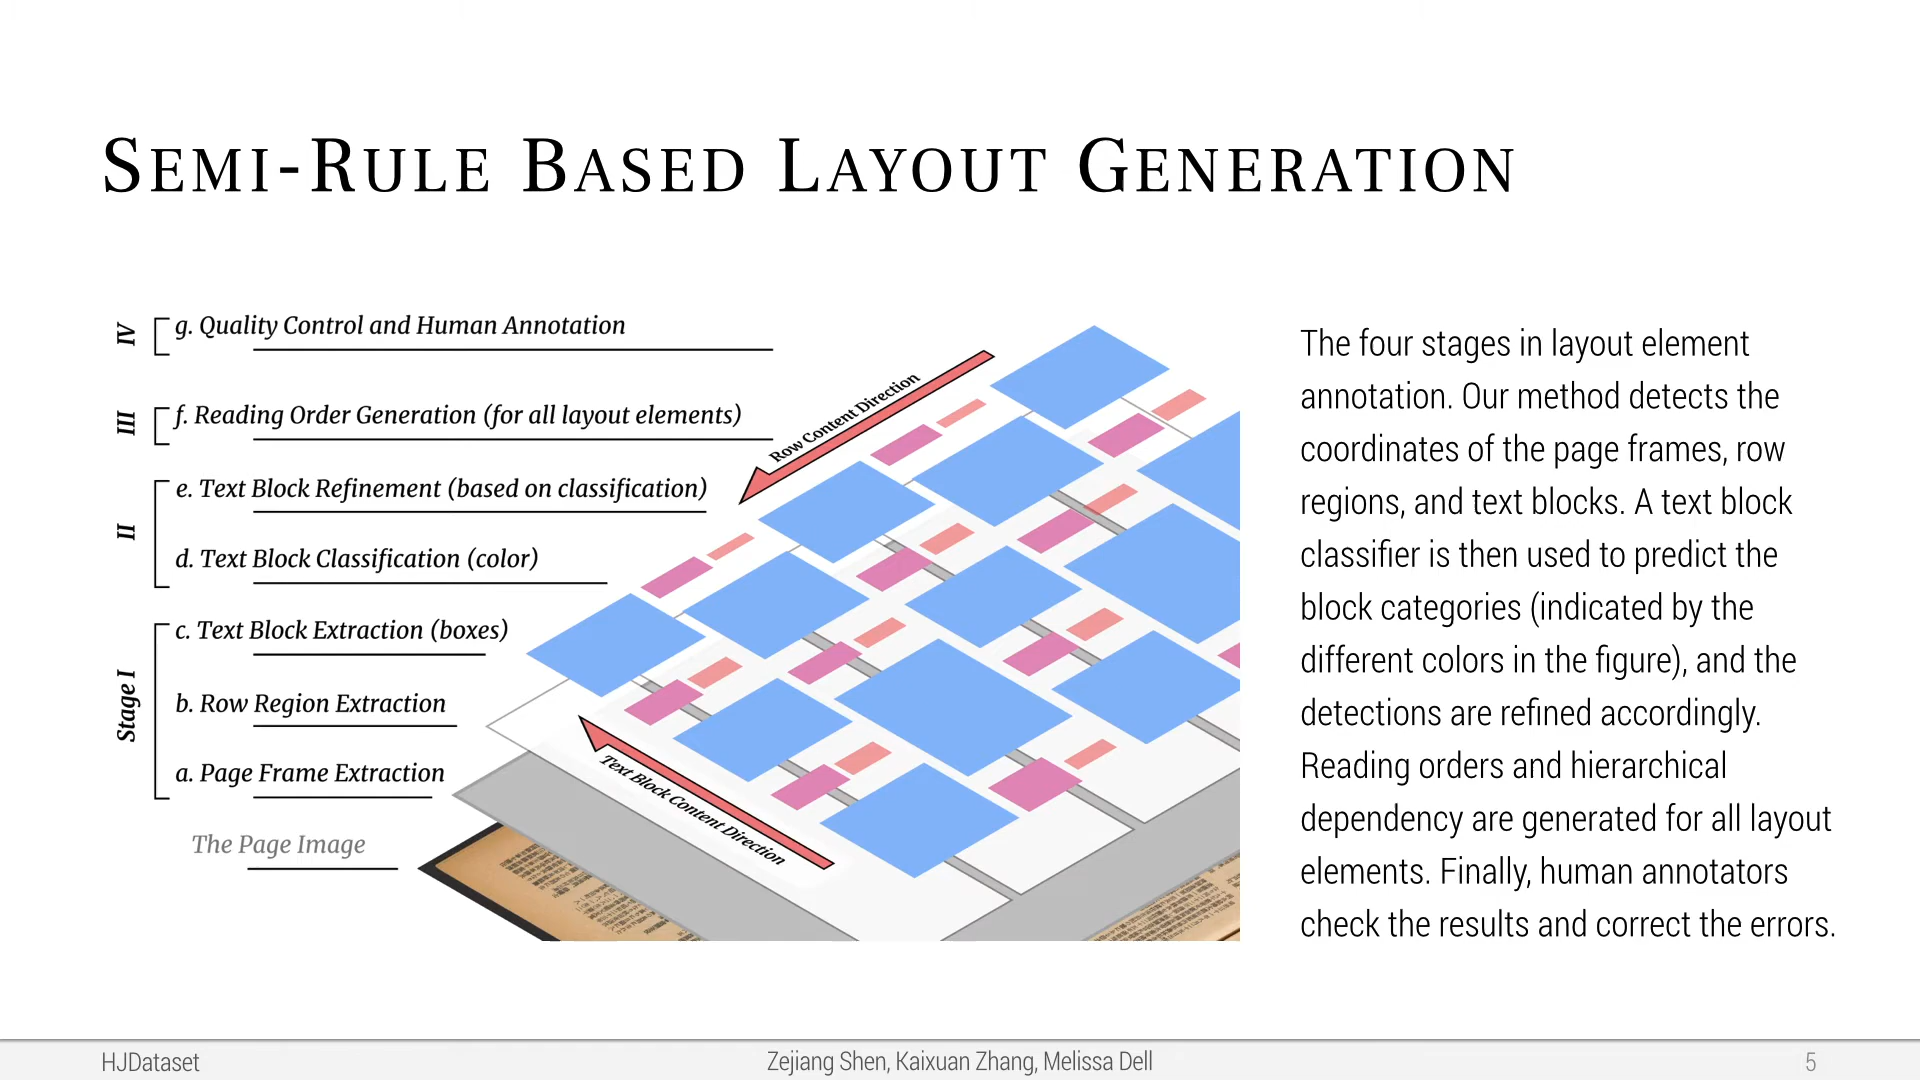 SEMI-RULE BASED LAYOUT GENERATION
IV
g. Quality Control and Human Annotation
III
f. Reading Order Generation (for all layout elements)
II
e. Text Block Refinement (based on classification)
d. Text Block Classification (color)
Stage I
c. Text Block Extraction (boxes)
b. Row Region Extraction
a. Page Frame Extraction
The Page Image
Row Content Direction
Text Block Content Direction
The four stages in layout element
annotation. Our method detects the
coordinates of the page frames, row
regions, and text blocks. A text block
classifier is then used to predict the
block categories (indicated by the
different colors in the figure), and the
detections are refined accordingly.
Reading orders and hierarchical
dependency are generated for all layout
elements. Finally, human annotators
check the results and correct the errors.
HJDataset
Zejiang Shen, Kaixuan Zhang, Melissa Dell
5